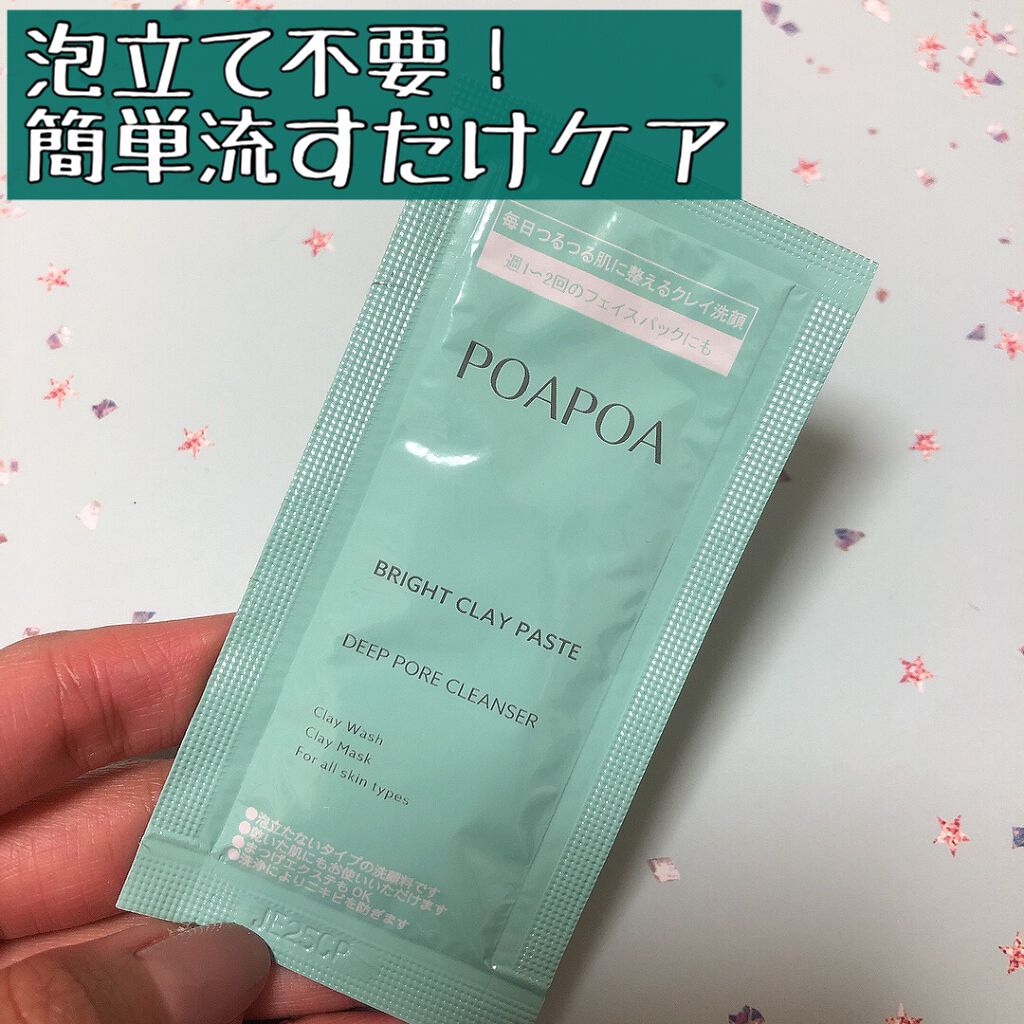 泡立て不要！
簡単流すだけケア
毎日つるつる肌に整えるクレイ洗顔
週1〜2回のフェイスパックにも
POAPOA
BRIGHT CLAY PASTE
DEEP PORE CLEANSER
Clay Wash
Clay Mask
For all skin types
●泡立たないタイプの洗顔料です
●乾いた肌にもお使いいただけます
●まつげエクステもOK
●洗浄によりニキビを防ぎます